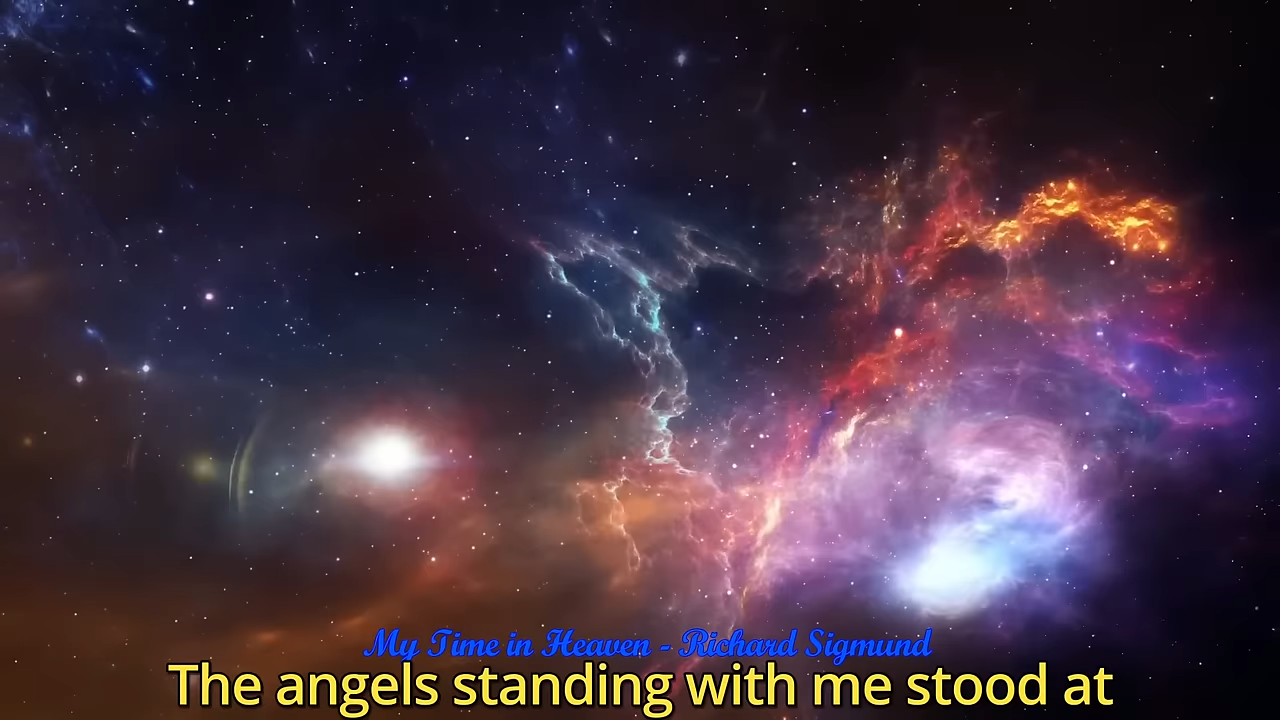 My Time in Heaven - Richard Sigmund
The angels standing with me stood at